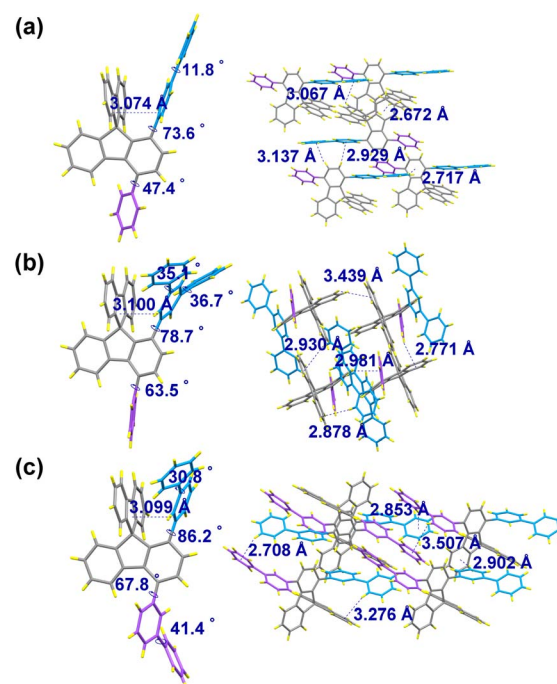 (a)
11.8 °
3.074 Å
73.6 °
47.4 °
3.067 Å
2.672 Å
3.137 Å
2.929 Å
2.717 Å
(b)
35.1 °
36.7 °
3.100 Å
78.7 °
63.5 °
3.439 Å
2.930 Å
2.981 Å
2.771 Å
2.878 Å
(c)
30.8 °
3.099 Å
86.2 °
67.8 °
41.4 °
2.853 Å
2.708 Å
3.507 Å
2.902 Å
3.276 Å